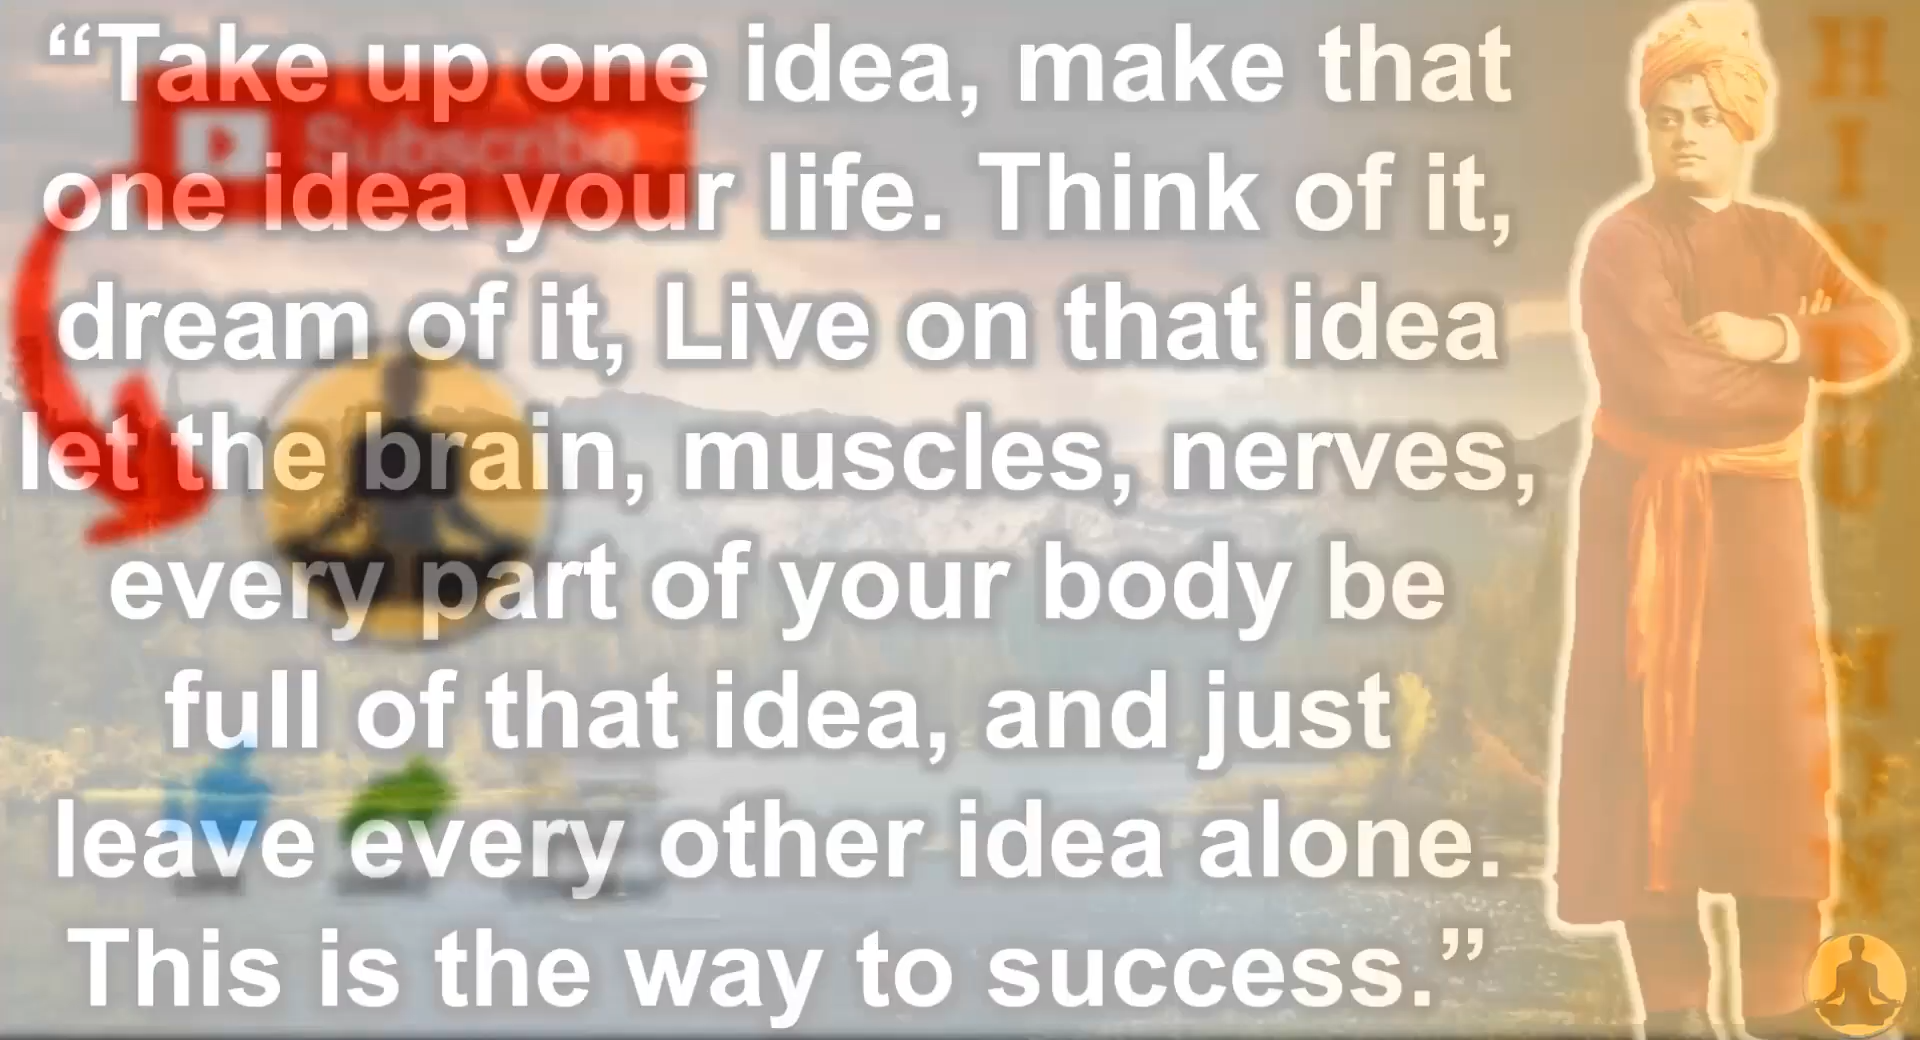 “Take up one idea, make that
Subscribe
one idea your life. Think of it,
dream of it, Live on that idea
let the brain, muscles, nerves,
every part of your body be
full of that idea, and just
leave every other idea alone.
This is the way to success.”
HINDU